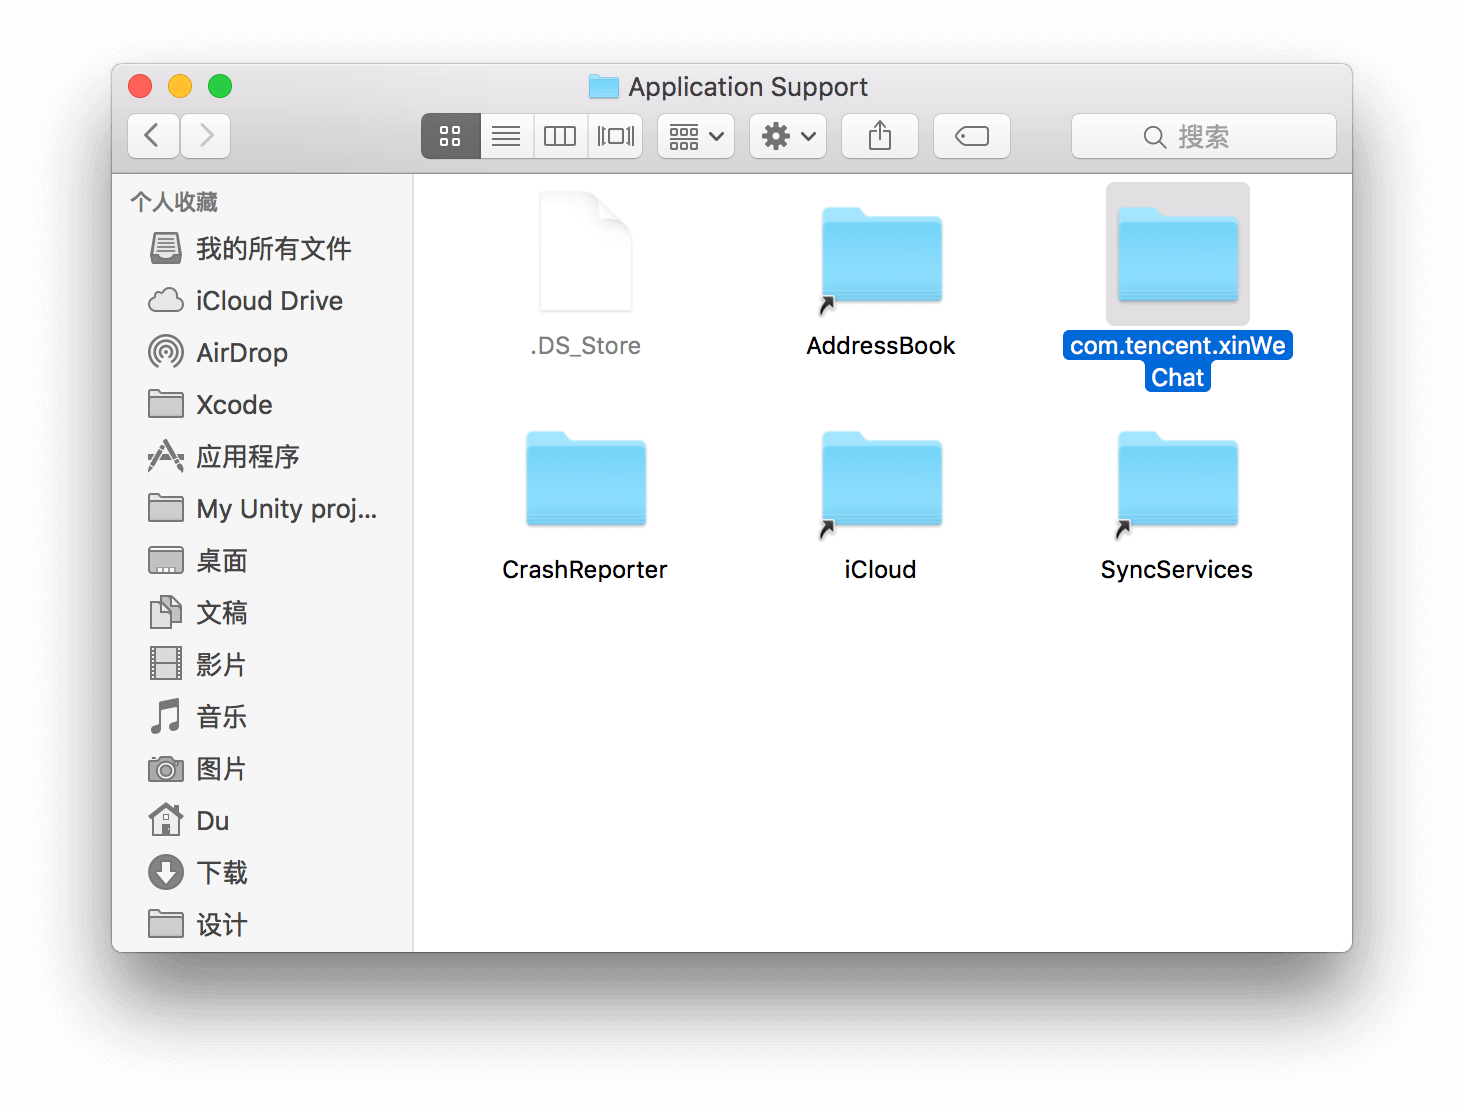 Application Support
搜索
个人收藏
我的所有文件
iCloud Drive
AirDrop
Xcode
应用程序
My Unity proj...
桌面
文稿
影片
音乐
图片
Du
下载
设计
.DS_Store
AddressBook
com.tencent.xinWe
Chat
CrashReporter
iCloud
SyncServices